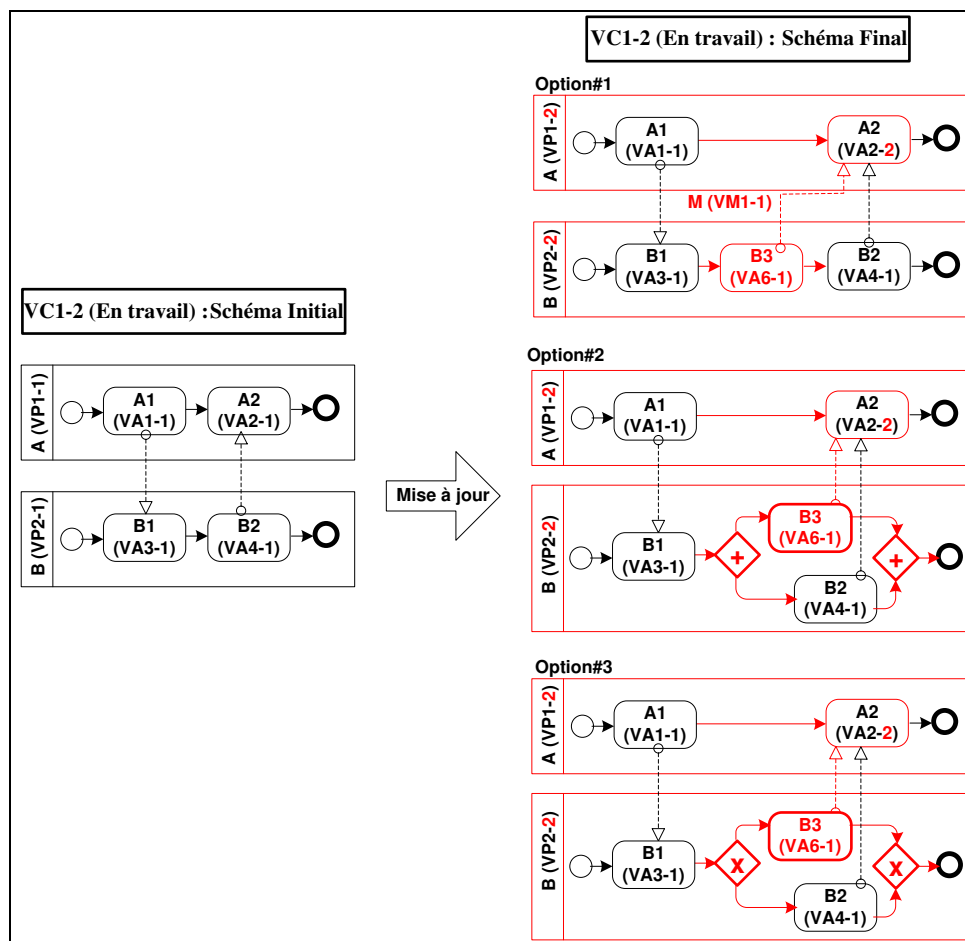 VC1-2 (En travail) : Schéma Final
Option#1
A (VP1-2)
A1
(VA1-1)
A2
(VA2-2)
M (VM1-1)
B (VP2-2)
B1
(VA3-1)
B3
(VA6-1)
B2
(VA4-1)
VC1-2 (En travail) :Schéma Initial
A (VP1-1)
A1
(VA1-1)
A2
(VA2-1)
B (VP2-1)
B1
(VA3-1)
B2
(VA4-1)
Mise à jour
Option#2
A (VP1-2)
A1
(VA1-1)
A2
(VA2-2)
B (VP2-2)
B1
(VA3-1)
+
B3
(VA6-1)
B2
(VA4-1)
+
Option#3
A (VP1-2)
A1
(VA1-1)
A2
(VA2-2)
B (VP2-2)
B1
(VA3-1)
X
B3
(VA6-1)
B2
(VA4-1)
X